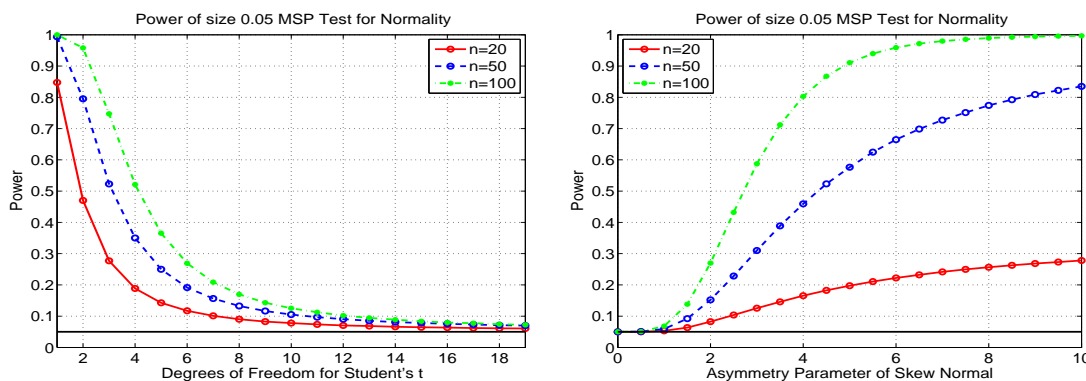 Power of size 0.05 MSP Test for Normality
1
0.9
0.8
0.7
0.6
0.5
0.4
0.3
0.2
0.1
0
Power
n=20
n=50
n=100
2 4 6 8 10 12 14 16 18
Degrees of Freedom for Student's t
Power of size 0.05 MSP Test for Normality
1
0.9
0.8
0.7
0.6
0.5
0.4
0.3
0.2
0.1
0
Power
n=20
n=50
n=100
0 2 4 6 8 10
Asymmetry Parameter of Skew Normal